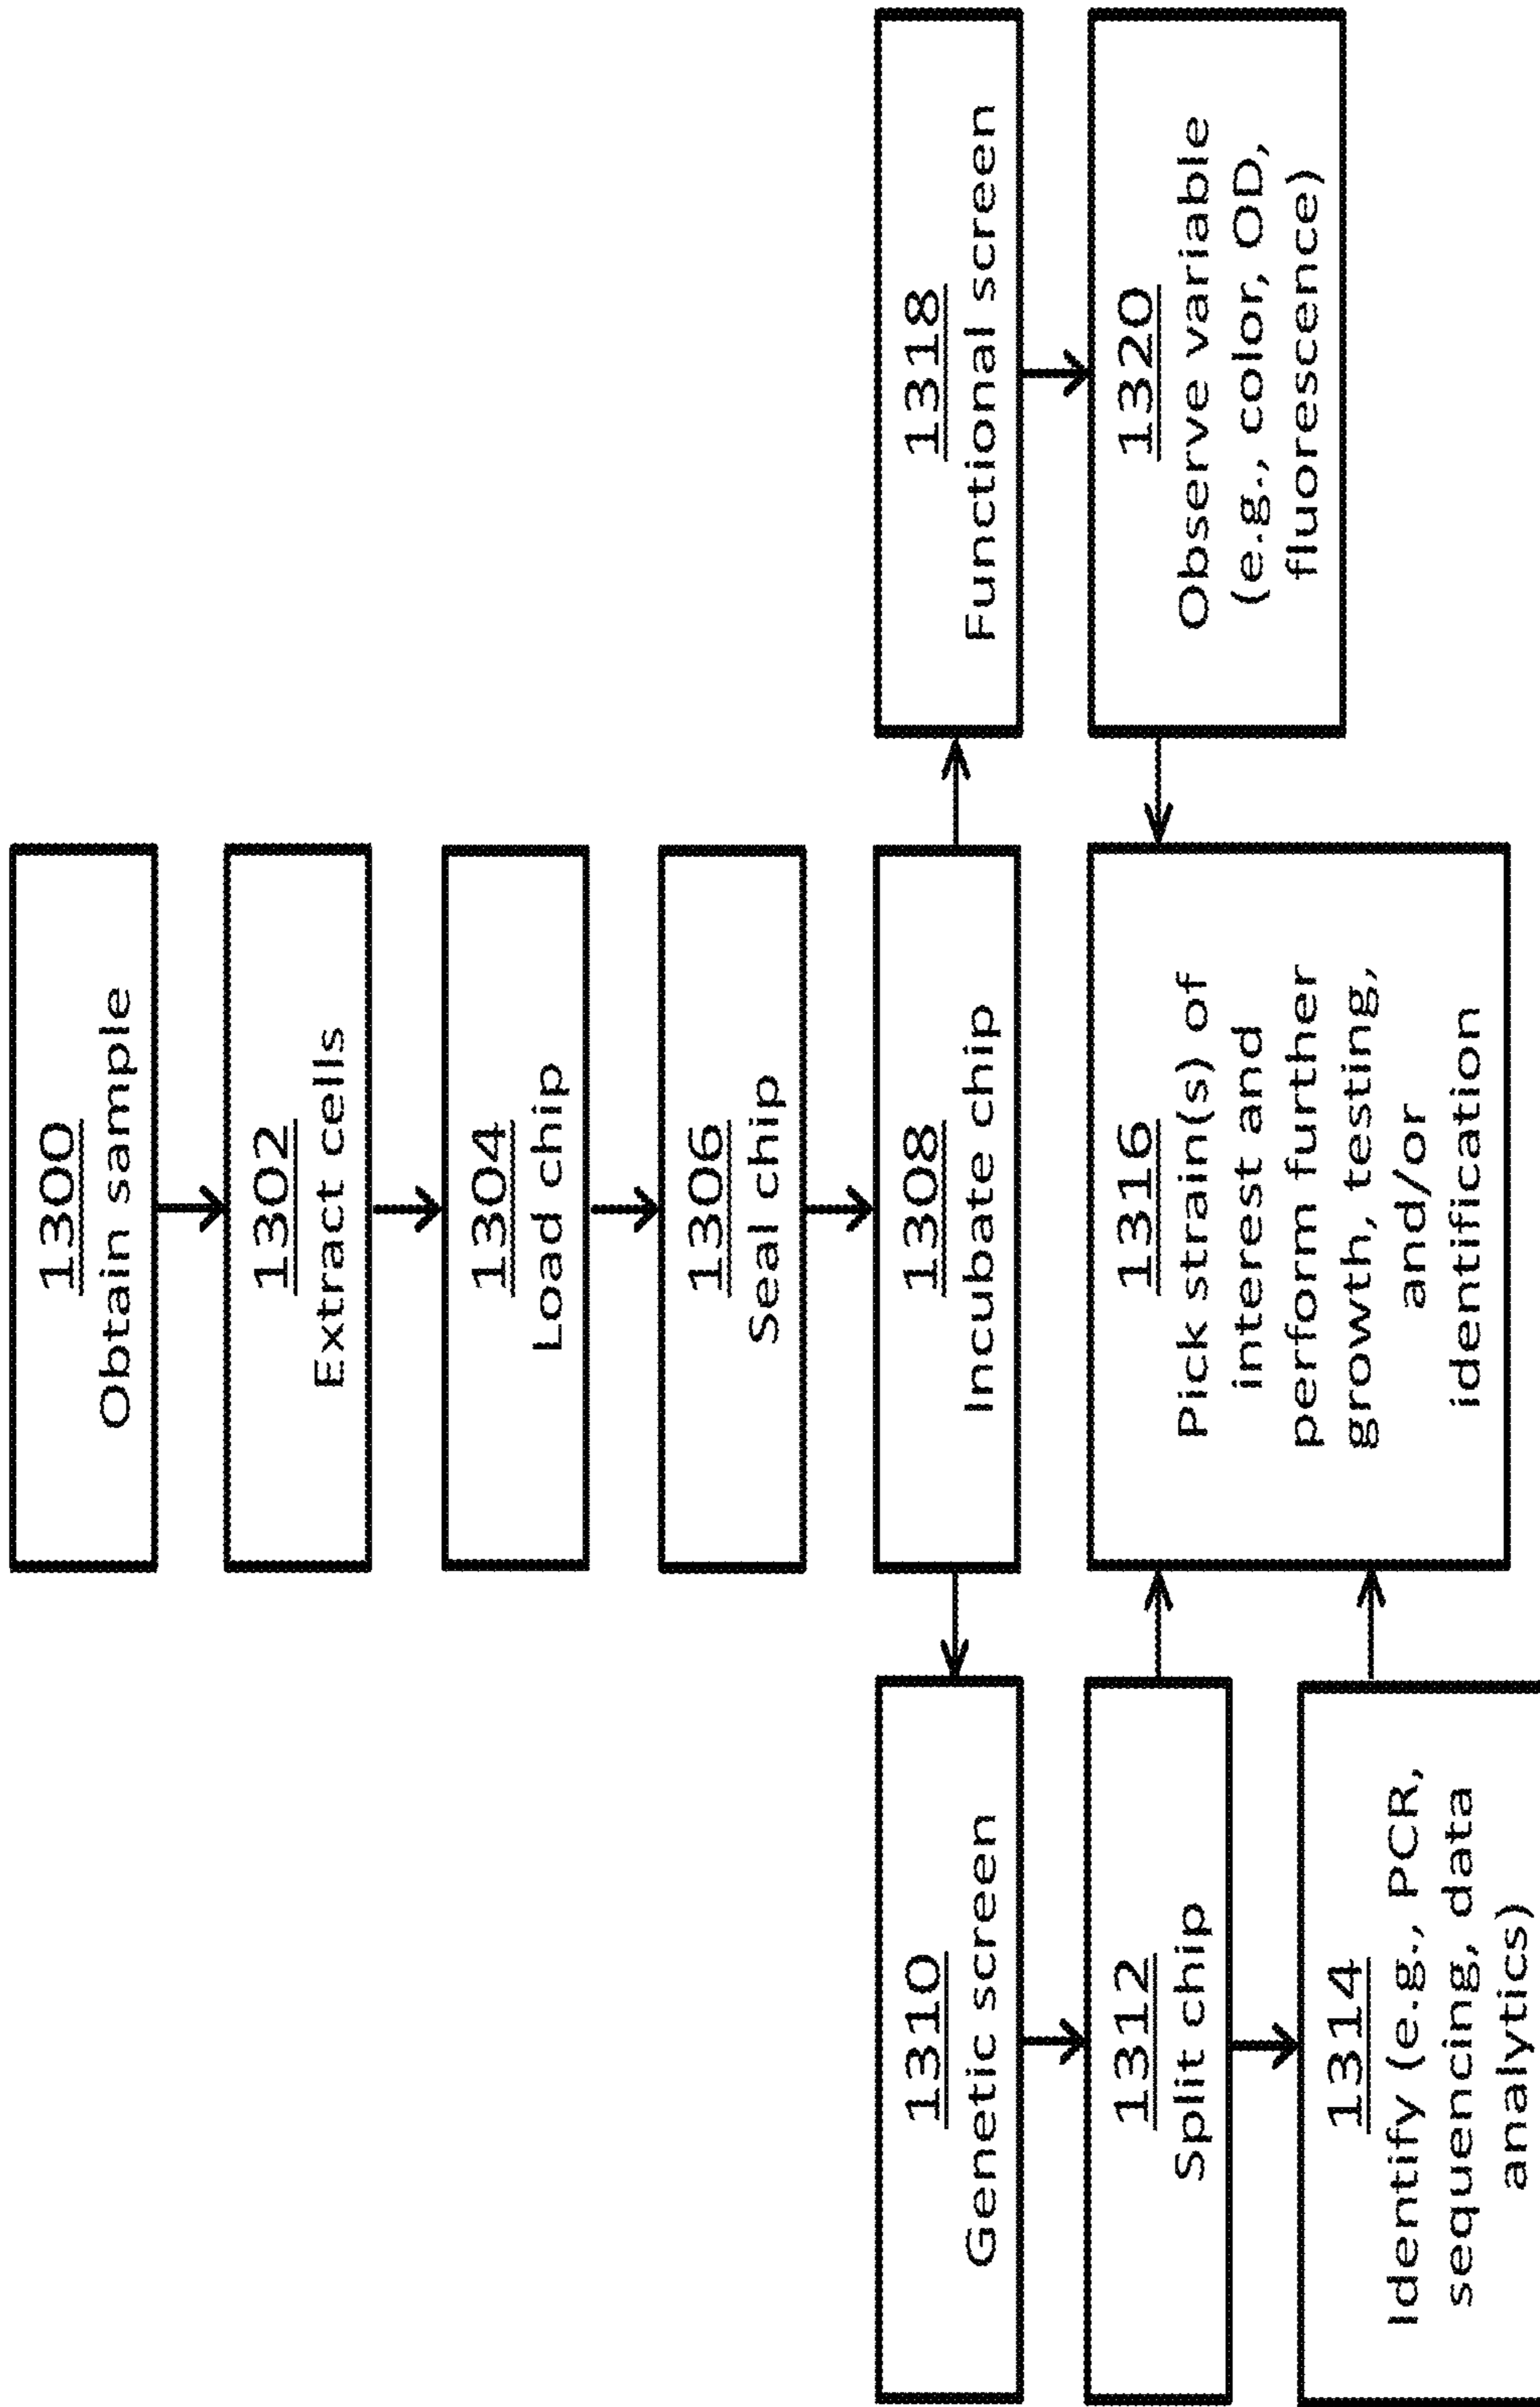 1300
Obtain sample
1302
Extract cells
1304
Load chip
1306
Seal chip
1308
Incubate chip
1310
Genetic screen
1312
Split chip
1314
Identify (e.g., PCR,
sequencing, data
analytics)
1316
Pick strain(s) of
interest and
perform further
growth, testing,
and/or
identification
1318
Functional screen
1320
Observe variable
(e.g., color, OD,
fluorescence)